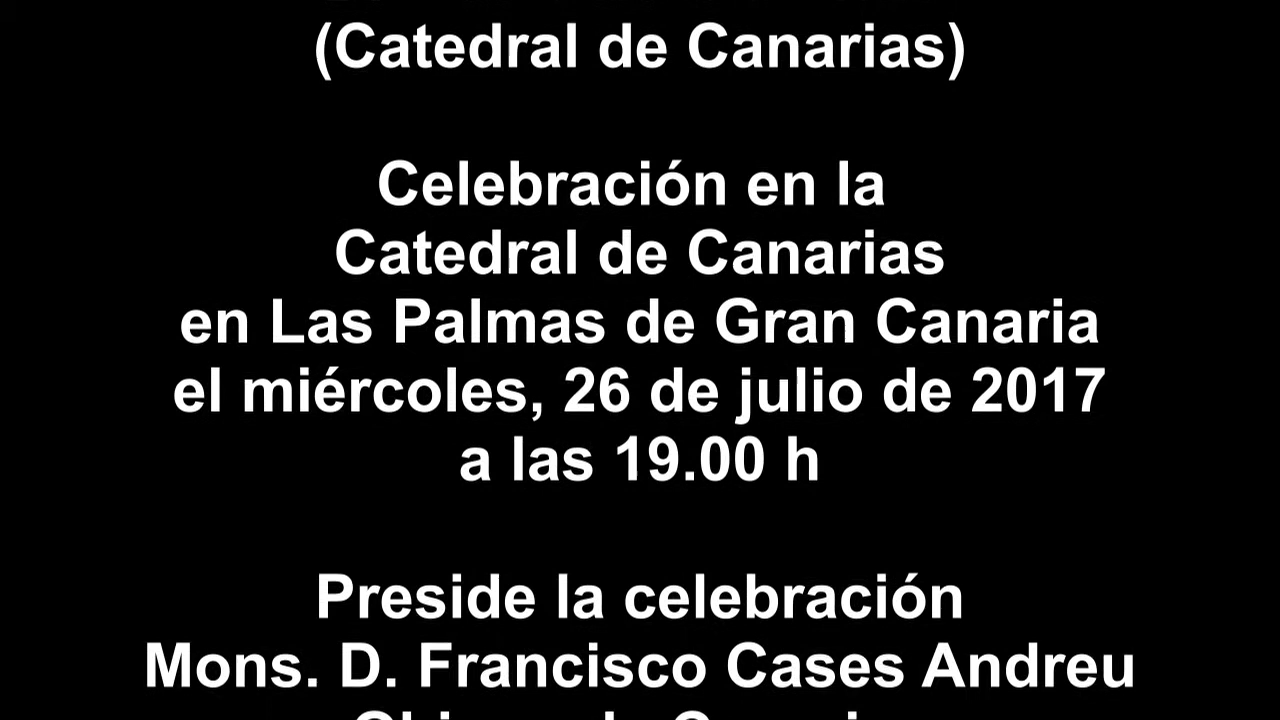 (Catedral de Canarias)
Celebración en la
Catedral de Canarias
en Las Palmas de Gran Canaria
el miércoles, 26 de julio de 2017
a las 19.00 h
Preside la celebración
Mons. D. Francisco Cases Andreu